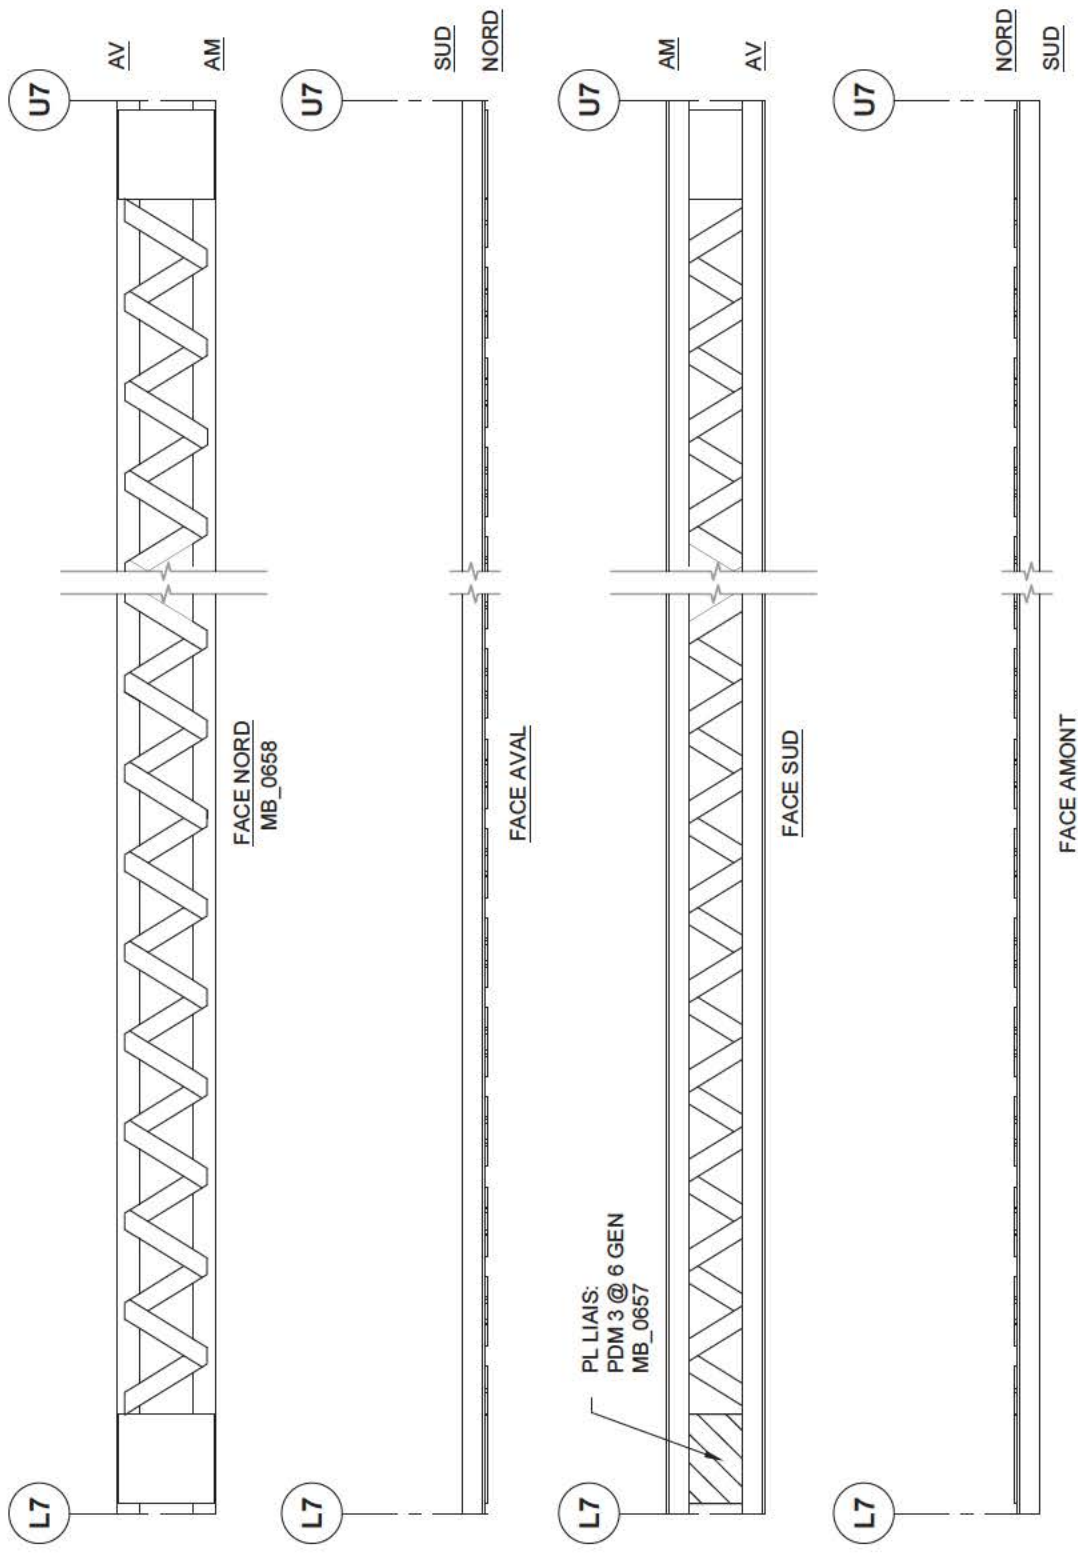 L7
U7
AV
AM
FACE NORD
MB_0658
L7
U7
SUD
NORD
FACE AVAL
L7
U7
AM
AV
PL LIAIS:
PDM 3 @ 6 GEN
MB_0657
FACE SUD
L7
U7
NORD
SUD
FACE AMONT